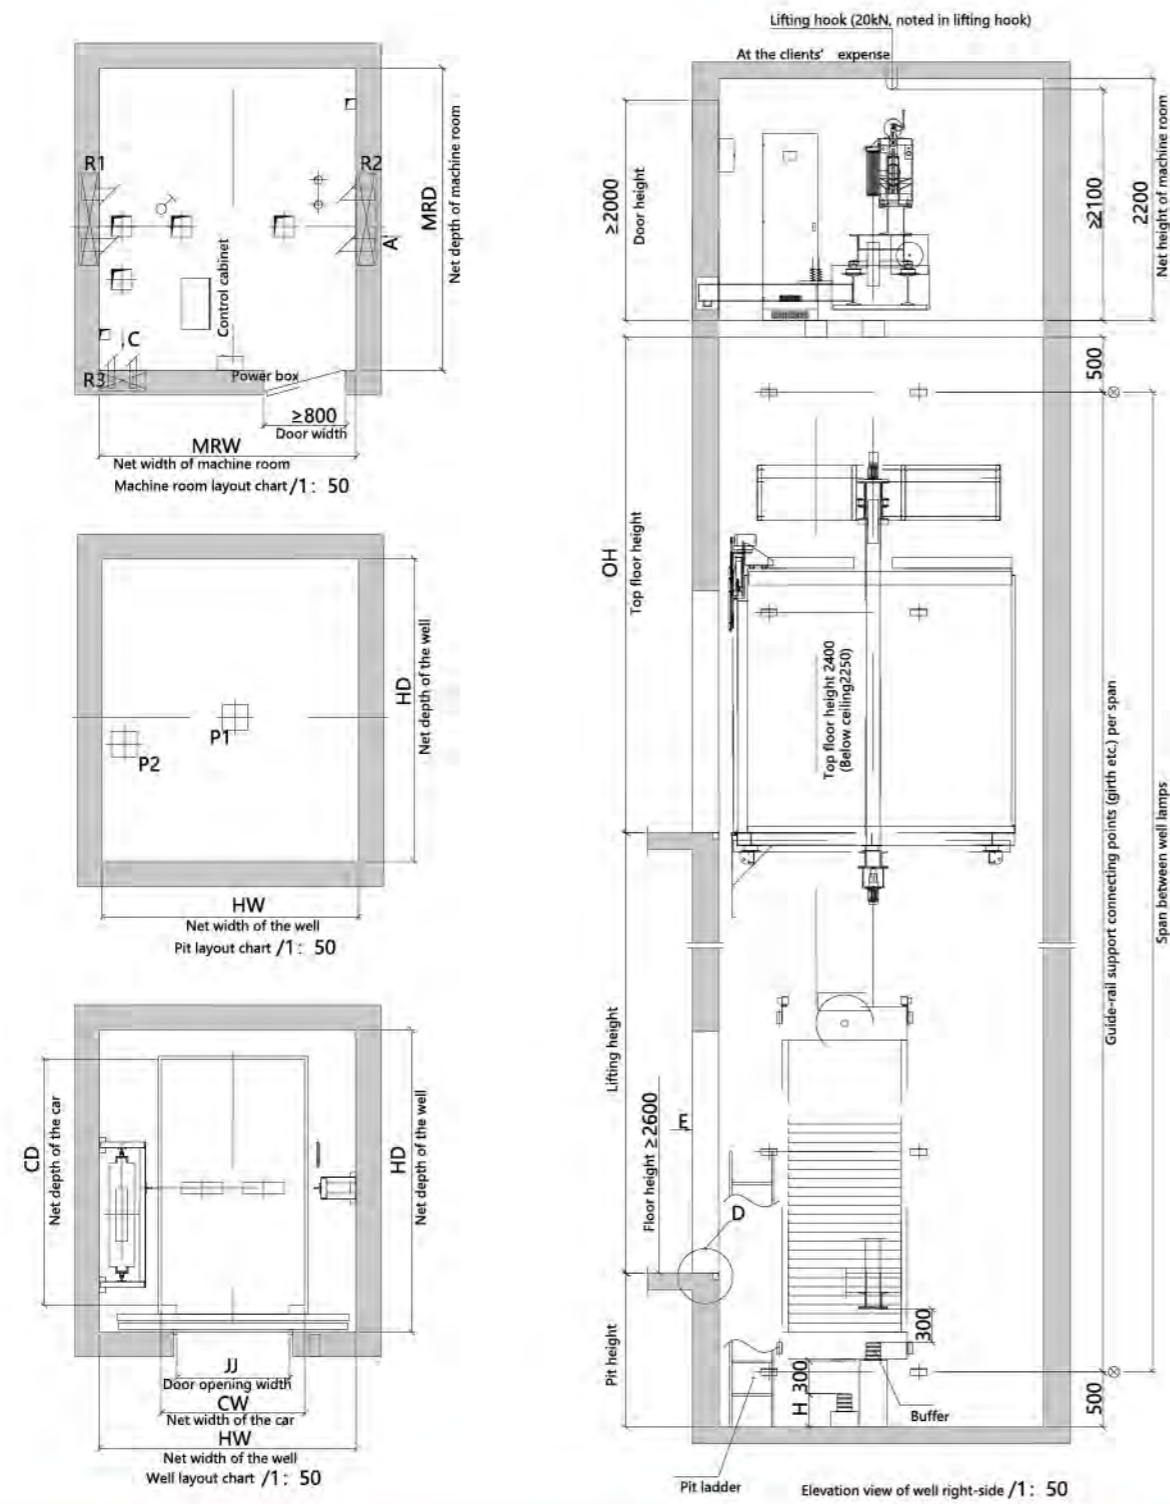 Lifting hook (20kN, noted in lifting hook)
At the clients' expense
R1
R2
A
MRD
Net depth of machine room
Control cabinet
C
R3
Power box
≥800
Door width
MRW
Net width of machine room
Machine room layout chart /1: 50
HD
Net depth of the well
P1
P2
HW
Net width of the well
Pit layout chart /1: 50
CD
Net depth of the car
HD
Net depth of the well
JJ
Door opening width
CW
Net width of the car
HW
Net width of the well
Well layout chart /1: 50
≥2000
Door height
≥2100
2200
Net height of machine room
500
OH
Top floor height
Top floor height 2400
(Below ceiling2250)
Guide-rail support connecting points (girth etc.) per span
Span between well lamps
Lifting height
Floor height ≥2600
E
D
300
Pit height
H 300
500
Buffer
Pit ladder
Elevation view of well right-side /1: 50